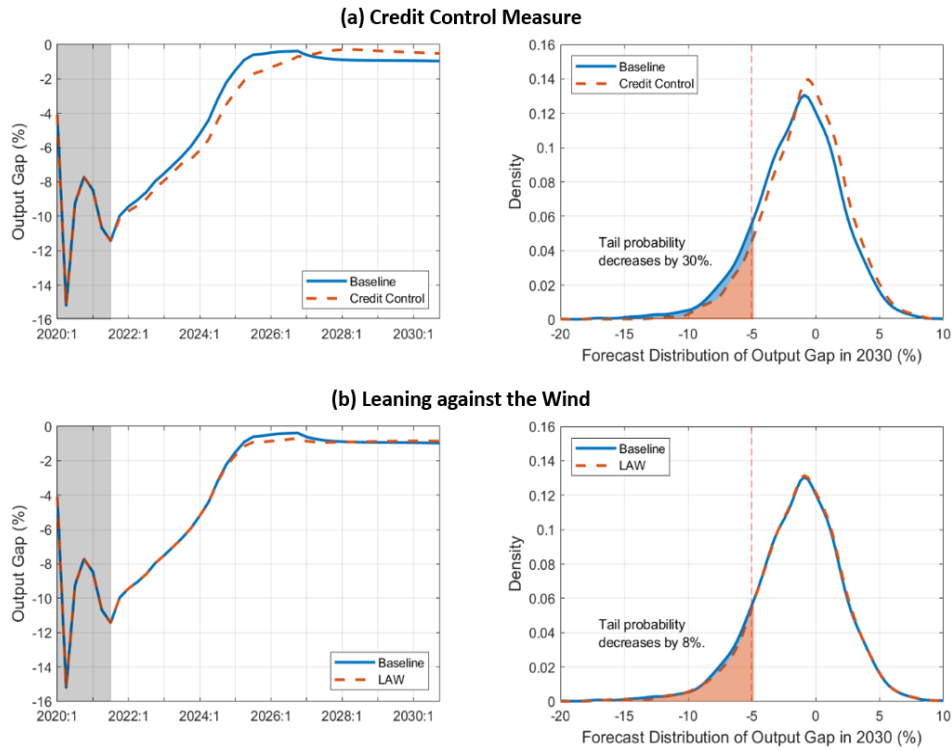 (a) Credit Control Measure
0
-2
-4
-6
-8
-10
-12
-14
-16
Output Gap (%)
2020:1 2022:1 2024:1 2026:1 2028:1 2030:1
Baseline
Credit Control
0.16
0.14
0.12
0.1
0.08
0.06
0.04
0.02
0
Density
Baseline
Credit Control
Tail probability
decreases by 30%.
-20 -15 -10 -5 0 5 10
Forecast Distribution of Output Gap in 2030 (%)
(b) Leaning against the Wind
0
-2
-4
-6
-8
-10
-12
-14
-16
Output Gap (%)
2020:1 2022:1 2024:1 2026:1 2028:1 2030:1
Baseline
LAW
0.16
0.14
0.12
0.1
0.08
0.06
0.04
0.02
0
Density
Baseline
LAW
Tail probability
decreases by 8%.
-20 -15 -10 -5 0 5 10
Forecast Distribution of Output Gap in 2030 (%)